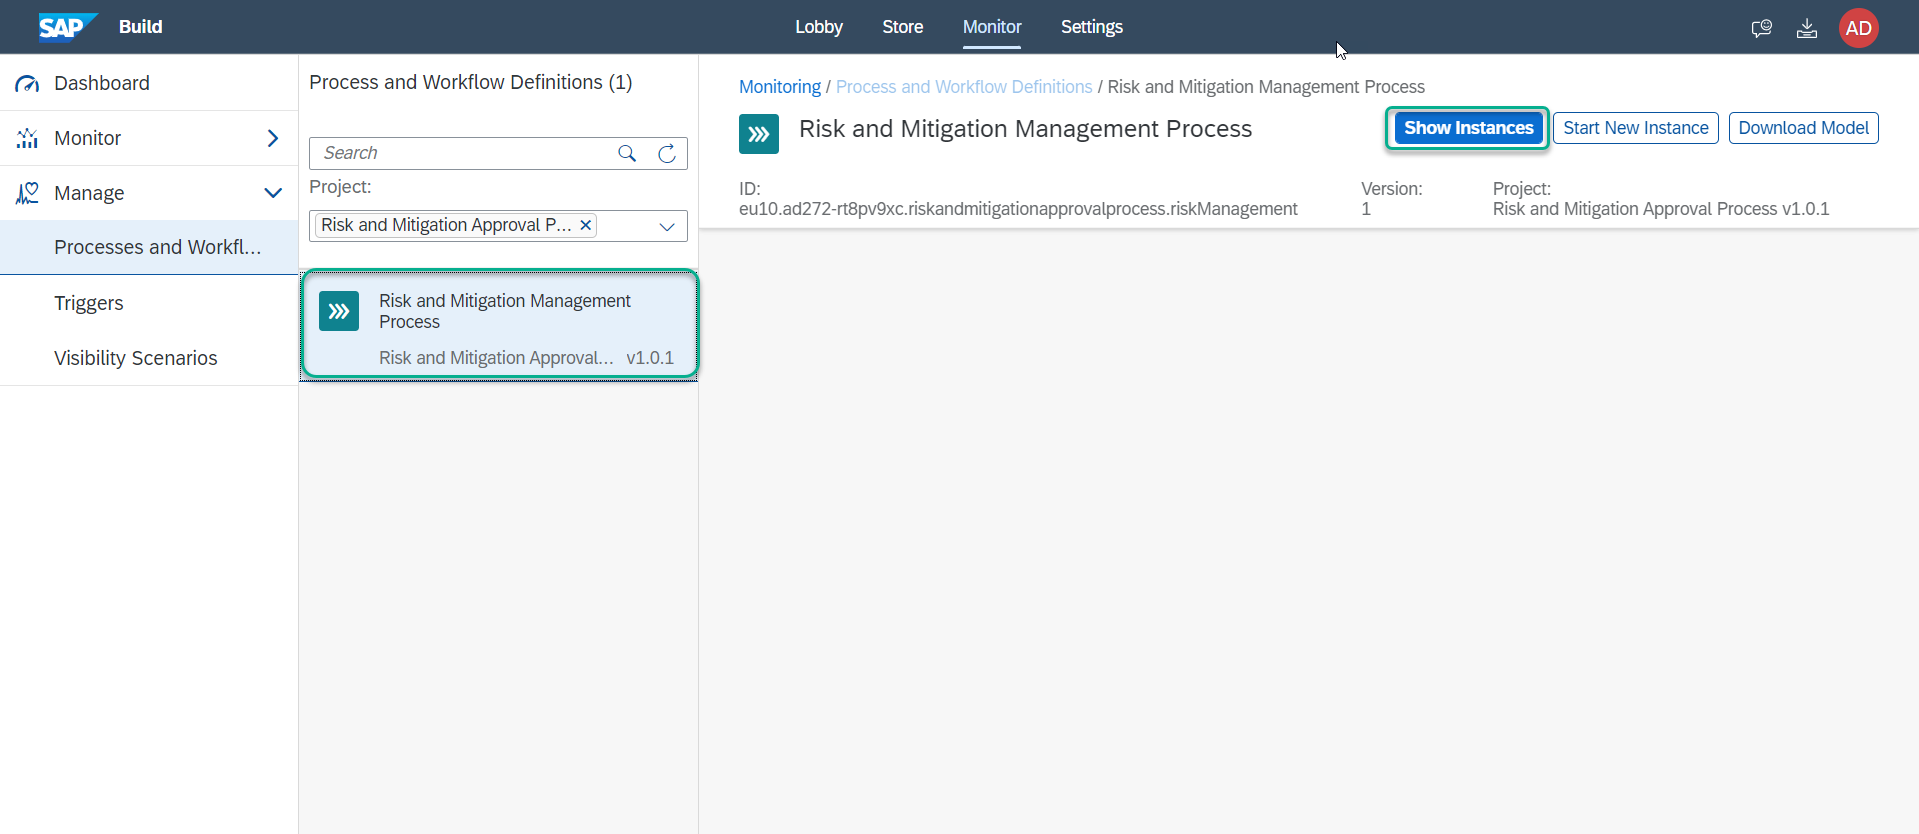 SAP Build
Lobby Store Monitor Settings
AD
Dashboard
Monitor
Manage
Processes and Workfl...
Triggers
Visibility Scenarios
Process and Workflow Definitions (1)
Search
Project:
Risk and Mitigation Approval P...
Risk and Mitigation Management
Process
Risk and Mitigation Approval... v1.0.1
Monitoring / Process and Workflow Definitions / Risk and Mitigation Management Process
Risk and Mitigation Management Process
Show Instances Start New Instance Download Model
ID:
eu10.ad272-rt8pv9xc.riskandmitigationapprovalprocess.riskManagement
Version:
1
Project:
Risk and Mitigation Approval Process v1.0.1